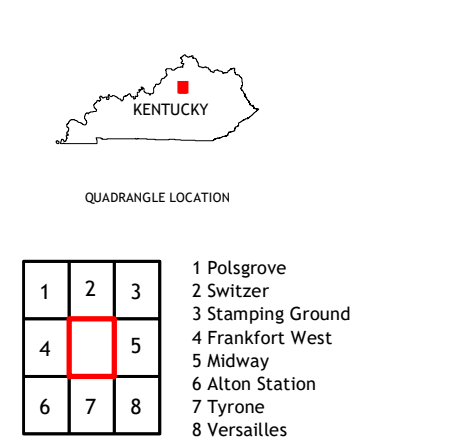 KENTUCKY
QUADRANGLE LOCATION
1 2 3
4 5
6 7 8
1 Polsgrove
2 Switzer
3 Stamping Ground
4 Frankfort West
5 Midway
6 Alton Station
7 Tyrone
8 Versailles